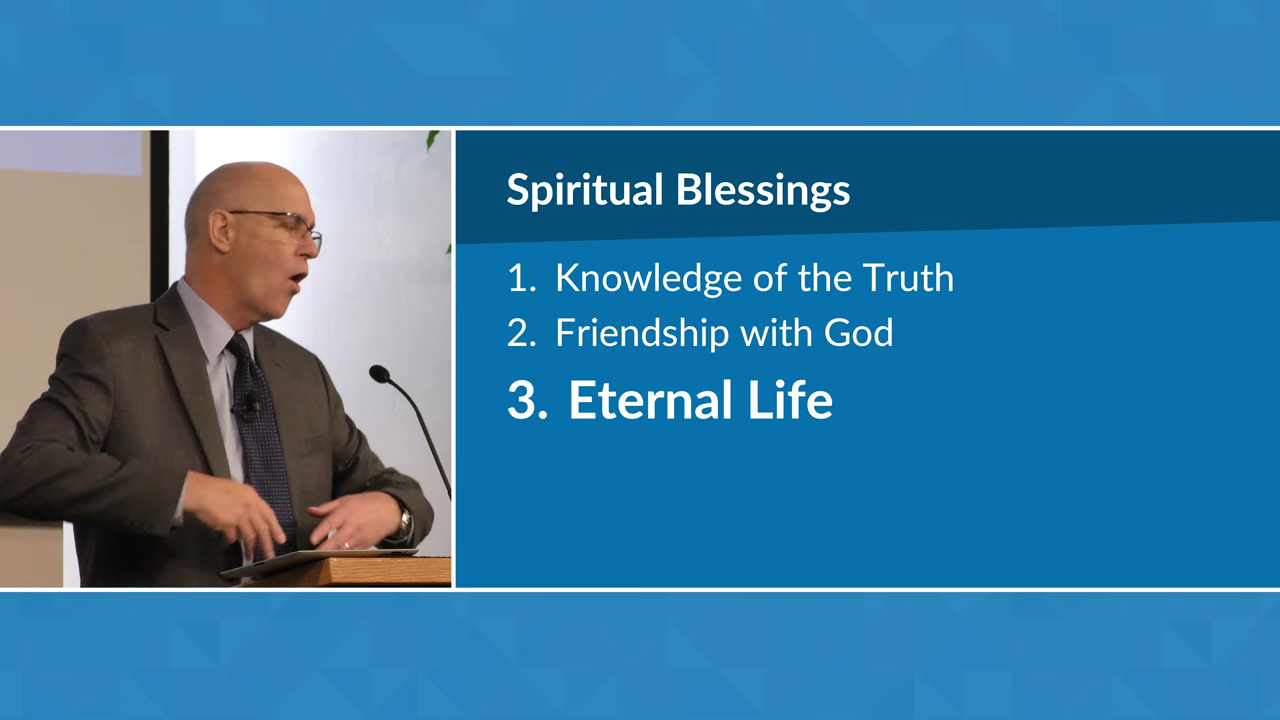 Spiritual Blessings
1. Knowledge of the Truth
2. Friendship with God
3. Eternal Life